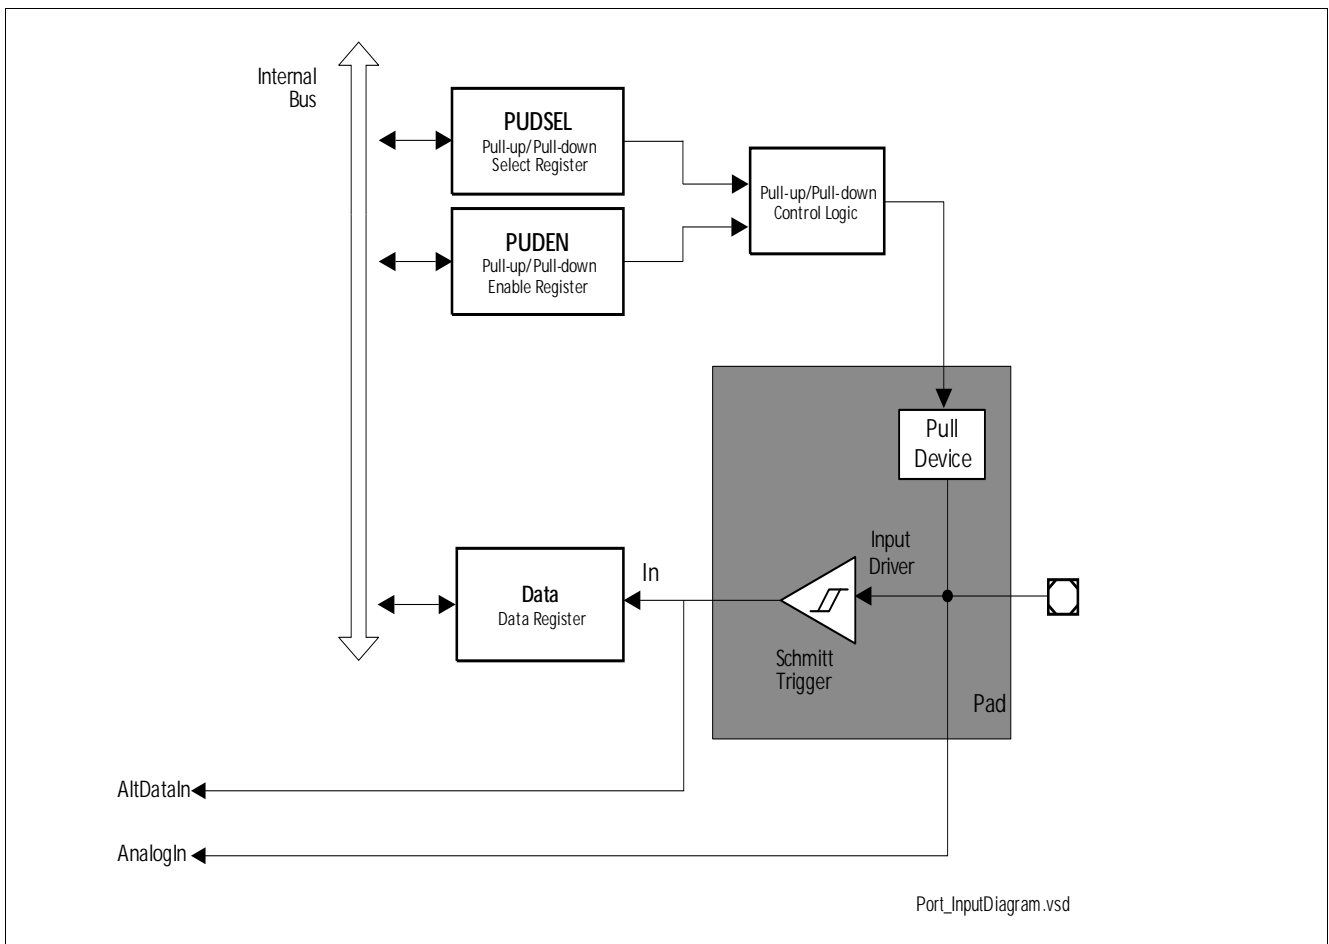 Internal
Bus
PUDSEL
Pull-up/Pull-down
Select Register
PUDEN
Pull-up/Pull-down
Enable Register
Pull-up/Pull-down
Control Logic
Pull
Device
Input
Driver
Data
Data Register
In
Schmitt
Trigger
Pad
AltDataIn
AnalogIn
Port_InputDiagram.vsd